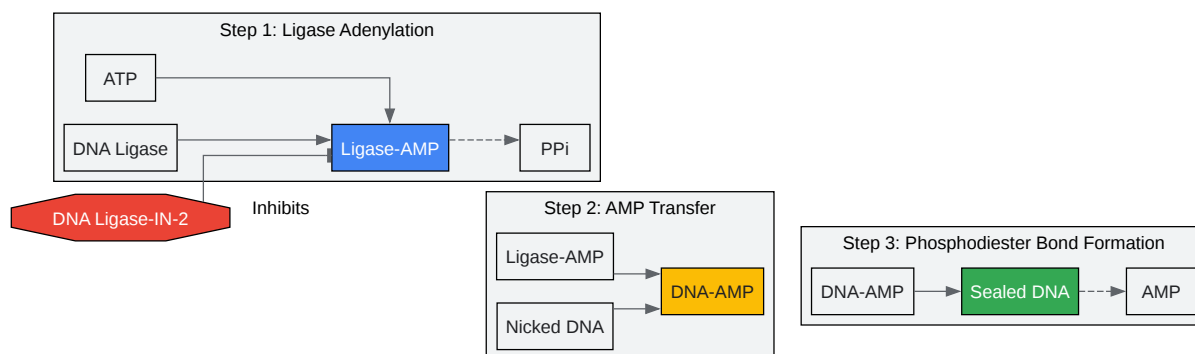 Step 1: Ligase Adenylation
ATP
DNA Ligase
Ligase-AMP
PPi
DNA Ligase-IN-2
Inhibits
Step 2: AMP Transfer
Ligase-AMP
DNA-AMP
Nicked DNA
Step 3: Phosphodiester Bond Formation
DNA-AMP
Sealed DNA
AMP